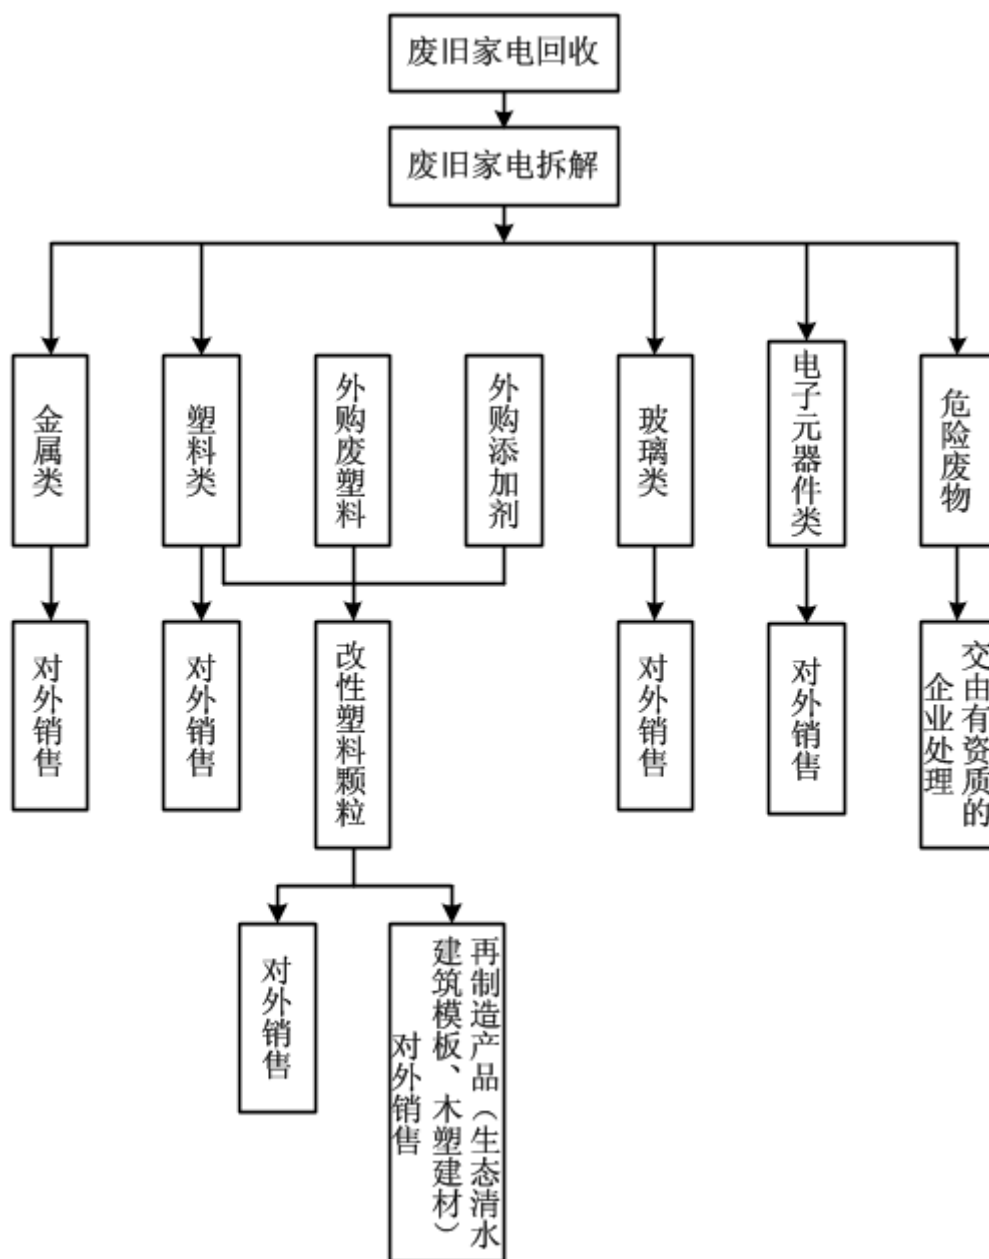 废旧家电回收
废旧家电拆解
金属类
塑料类
外购废塑料
外购添加剂
玻璃类
电子元器件类
危险废物
对外销售
对外销售
改性塑料颗粒
对外销售
对外销售
交由有资质的
企业处理
对外销售
再制造产品（生态清水
建筑模板、木塑建材）
对外销售